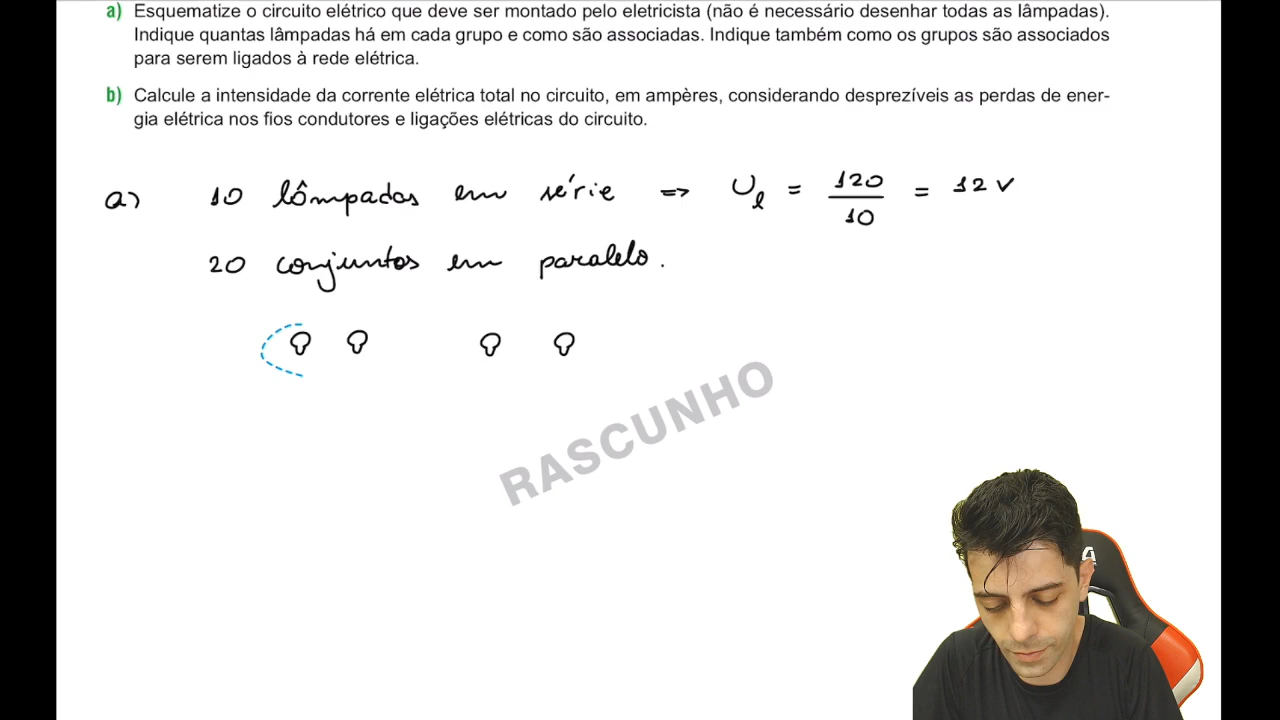 a) Esquematize o circuito elétrico que deve ser montado pelo eletricista (não é necessário desenhar todas as lâmpadas).
Indique quantas lâmpadas há em cada grupo e como são associadas. Indique também como os grupos são associados
para serem ligados à rede elétrica.
b) Calcule a intensidade da corrente elétrica total no circuito, em ampères, considerando desprezíveis as perdas de ener-
gia elétrica nos fios condutores e ligações elétricas do circuito.
a) 10 lâmpadas em série => Uℓ = 120/10 = 12 V
20 conjuntos em paralelo.
RASCUNHO